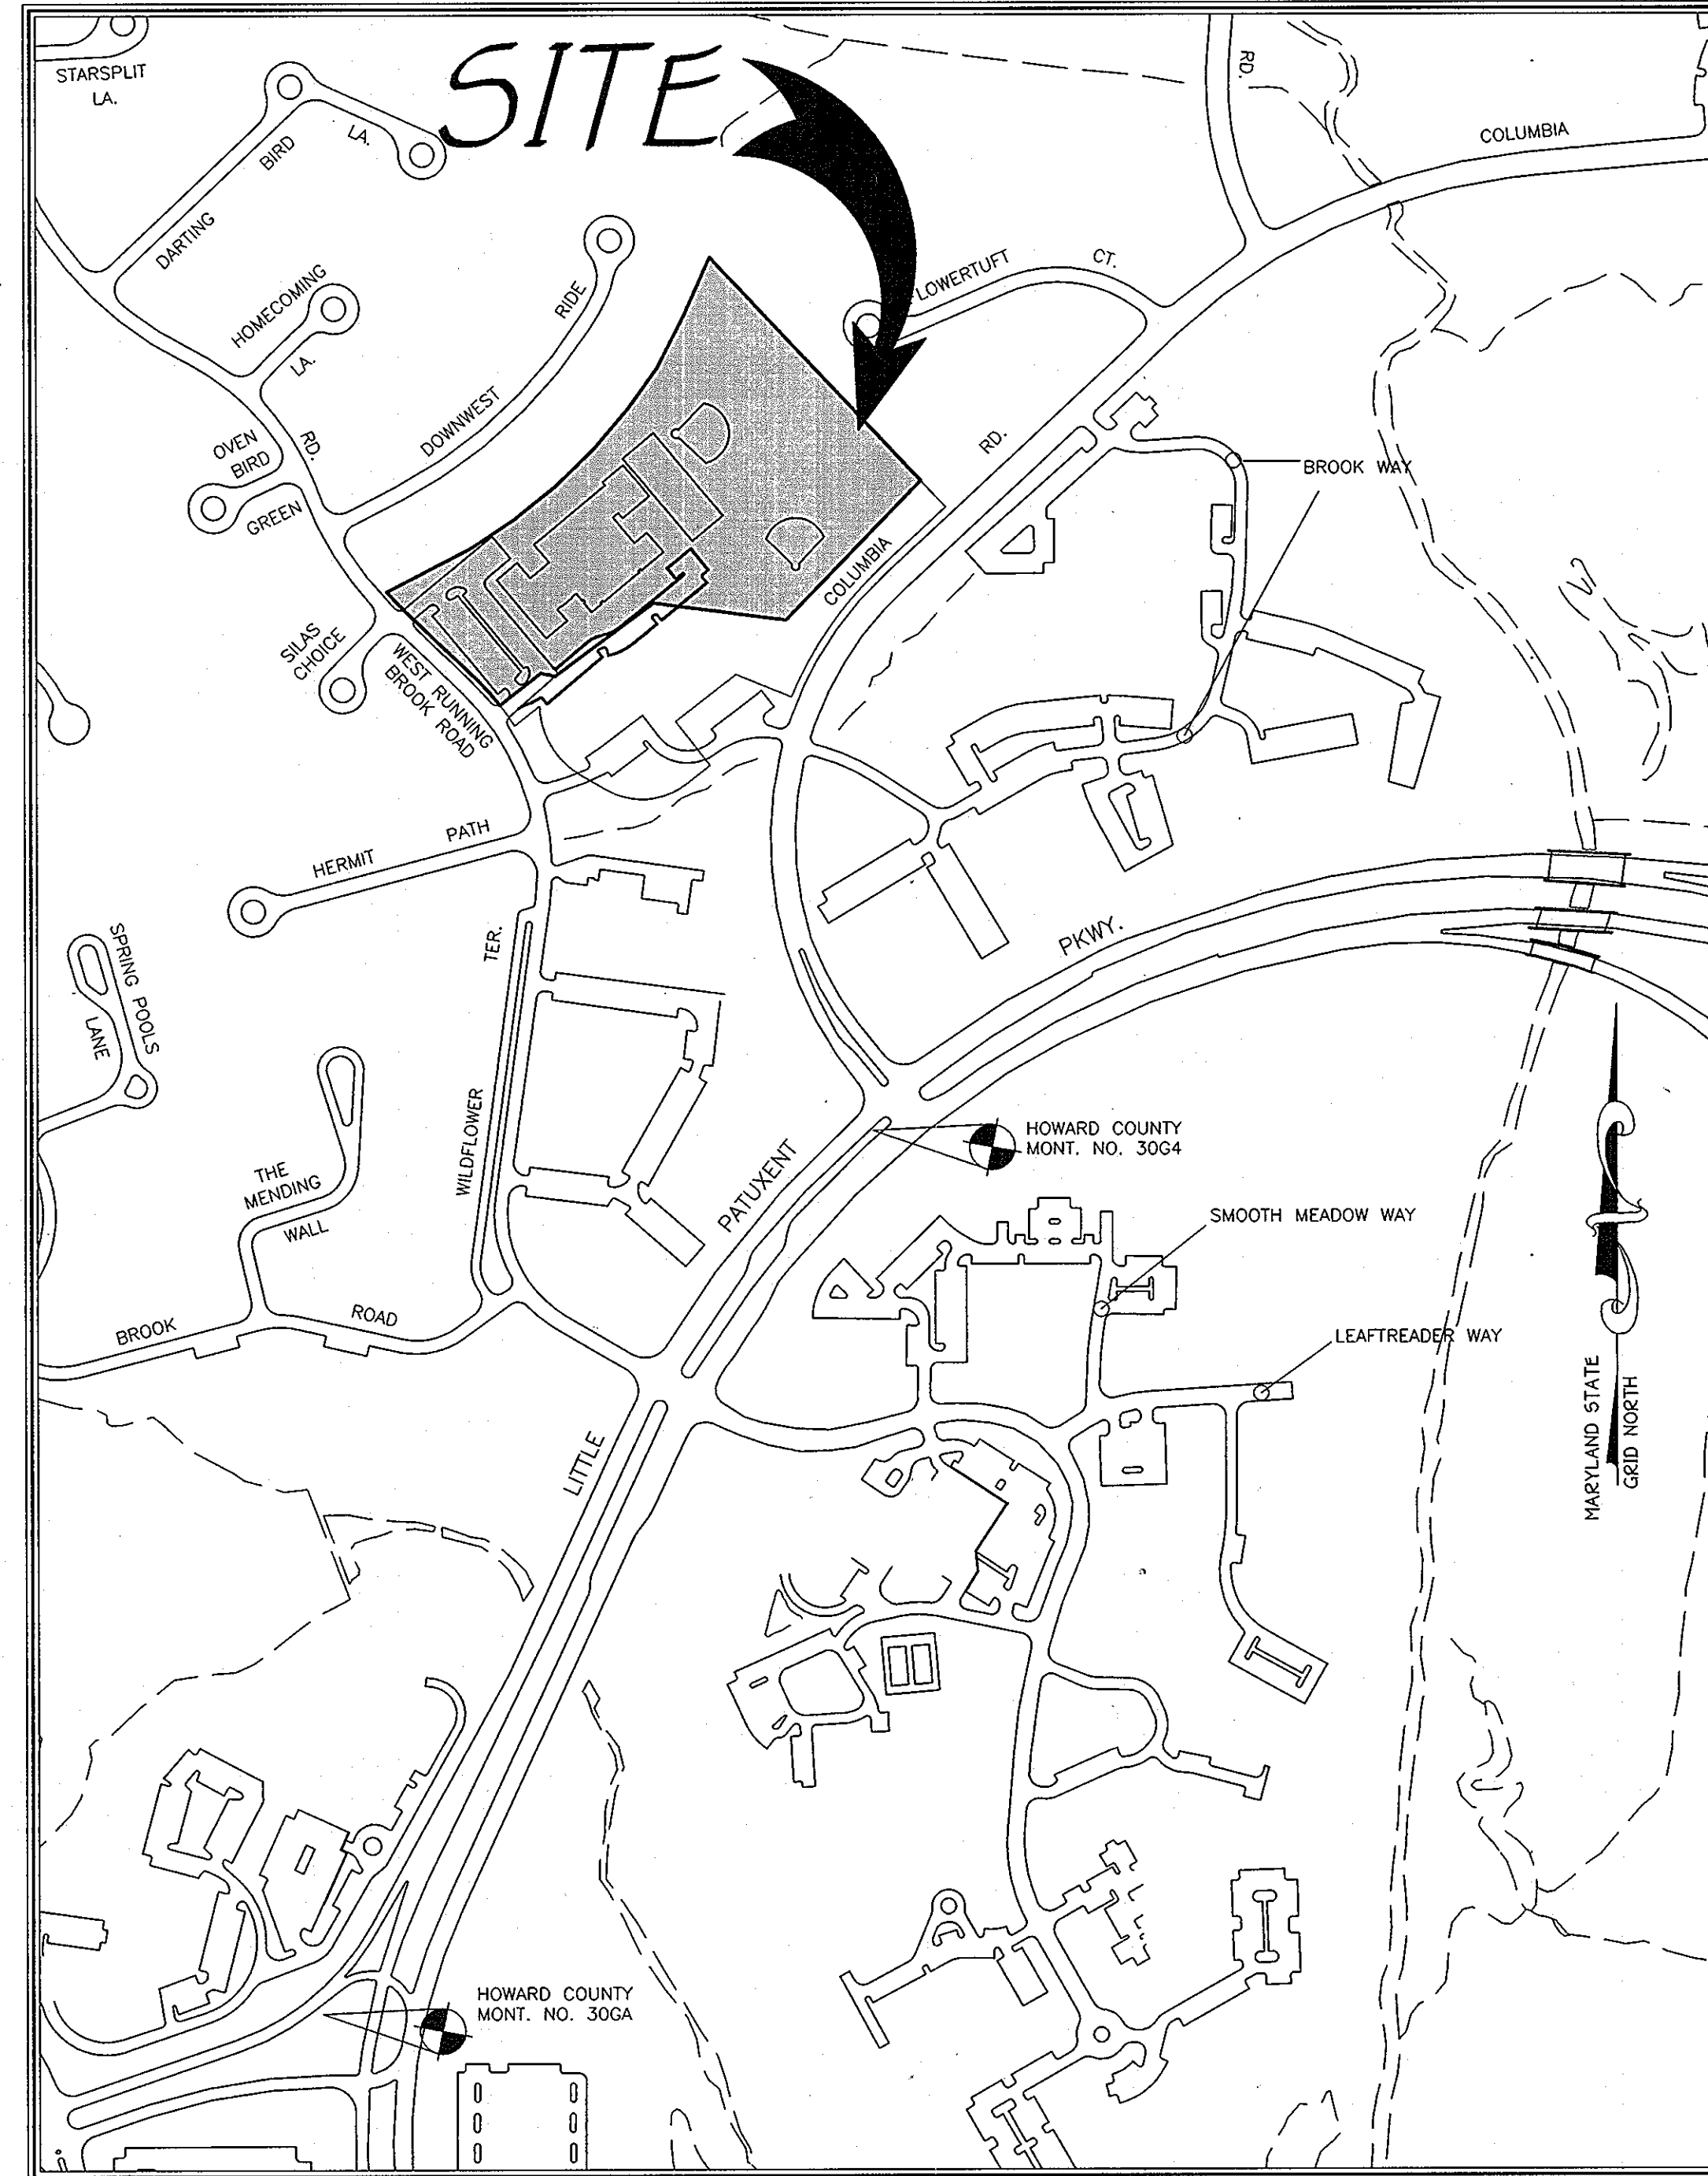 STARSPLIT
LA.
SITE
RD.
COLUMBIA
BIRD
LA.
DARTING
HOMECOMING
LA.
RIDE
LOWERTUFT
CT.
DOWNWEST
RD.
OVEN
BIRD
GREEN
RD.
BROOK WAY
COLUMBIA
SILAS
CHOICE
WEST RUNNING
BROOK ROAD
PATH
HERMIT
TER.
PKWY.
SPRING POOLS
LANE
WILDFLOWER
HOWARD COUNTY
MONT. NO. 30G4
PATUXENT
THE
MENDING
WALL
SMOOTH MEADOW WAY
BROOK
ROAD
LEAFTREADER WAY
MARYLAND STATE
GRID NORTH
LITTLE
HOWARD COUNTY
MONT. NO. 30GA